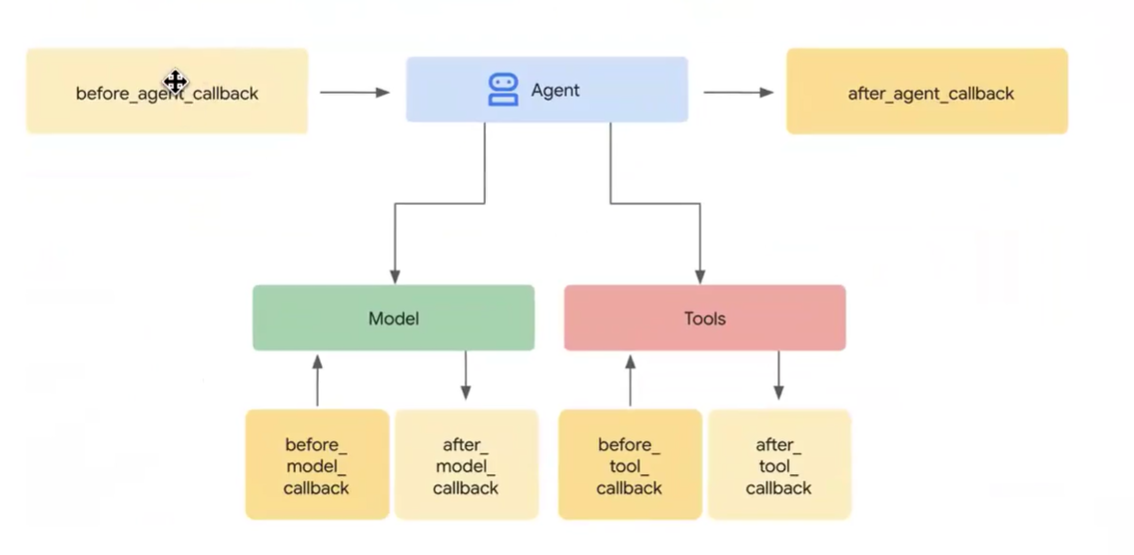 before_agent_callback
Agent
after_agent_callback
Model
Tools
before_
model_
callback
after_
model_
callback
before_
tool_
callback
after_
tool_
callback